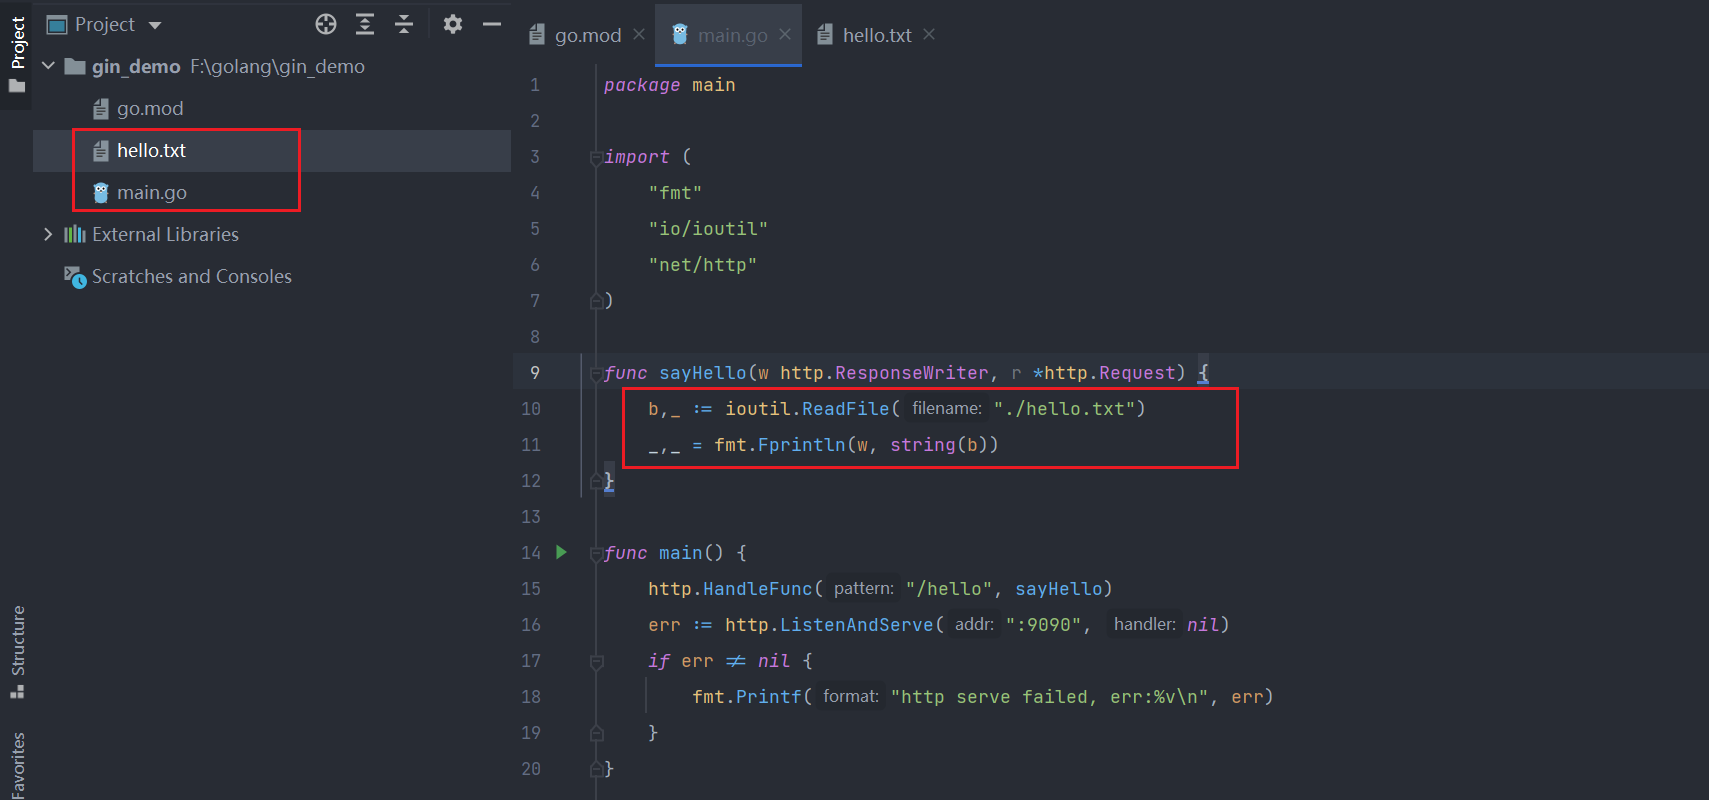 Project
Project
gin_demo F:\golang\gin_demo
go.mod
hello.txt
main.go
External Libraries
Scratches and Consoles
Structure
Favorites
go.mod
main.go
hello.txt
1 package main
2
3 import (
4 "fmt"
5 "io/ioutil"
6 "net/http"
7 )
8
9 func sayHello(w http.ResponseWriter, r *http.Request) {
10 b,_ := ioutil.ReadFile( filename: "./hello.txt")
11 _,_ = fmt.Fprintln(w, string(b))
12 }
13
14 func main() {
15 http.HandleFunc( pattern: "/hello", sayHello)
16 err := http.ListenAndServe( addr: ":9090", handler: nil)
17 if err != nil {
18 fmt.Printf( format: "http serve failed, err:%v\n", err)
19 }
20 }